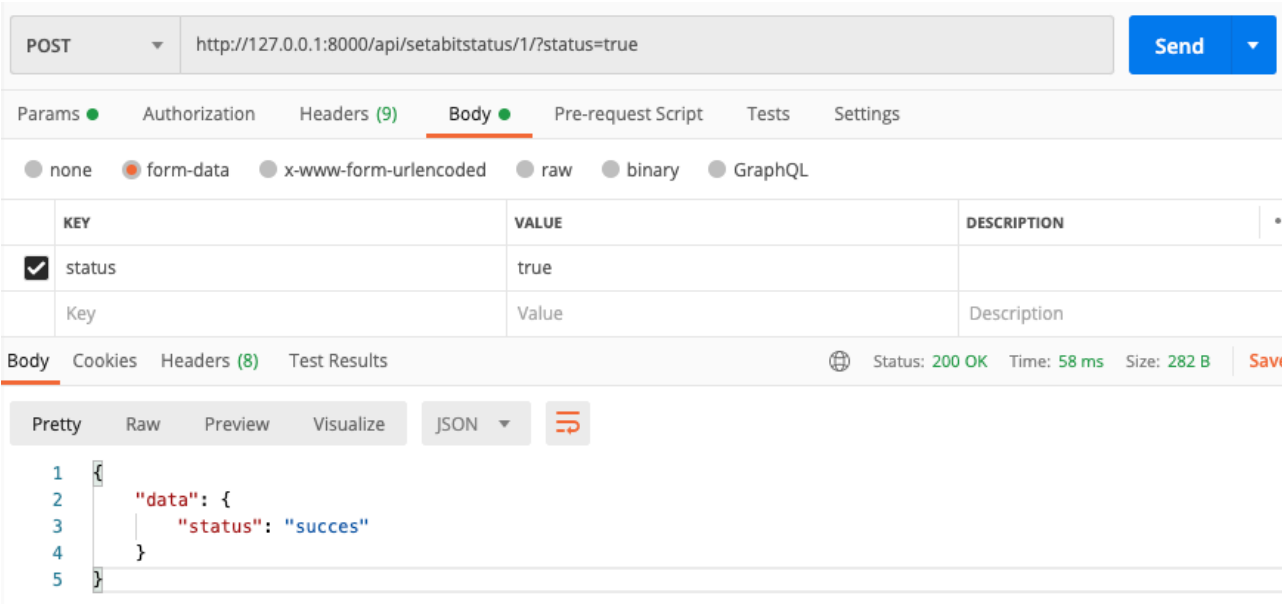 POST http://127.0.0.1:8000/api/setabitstatus/1/?status=true Send
Params Authorization Headers (9) Body Pre-request Script Tests Settings
none form-data x-www-form-urlencoded raw binary GraphQL
KEY VALUE DESCRIPTION
status true
Key Value Description
Body Cookies Headers (8) Test Results Status: 200 OK Time: 58 ms Size: 282 B Save
Pretty Raw Preview Visualize JSON
1 {
2 "data": {
3 "status": "succes"
4 }
5 }